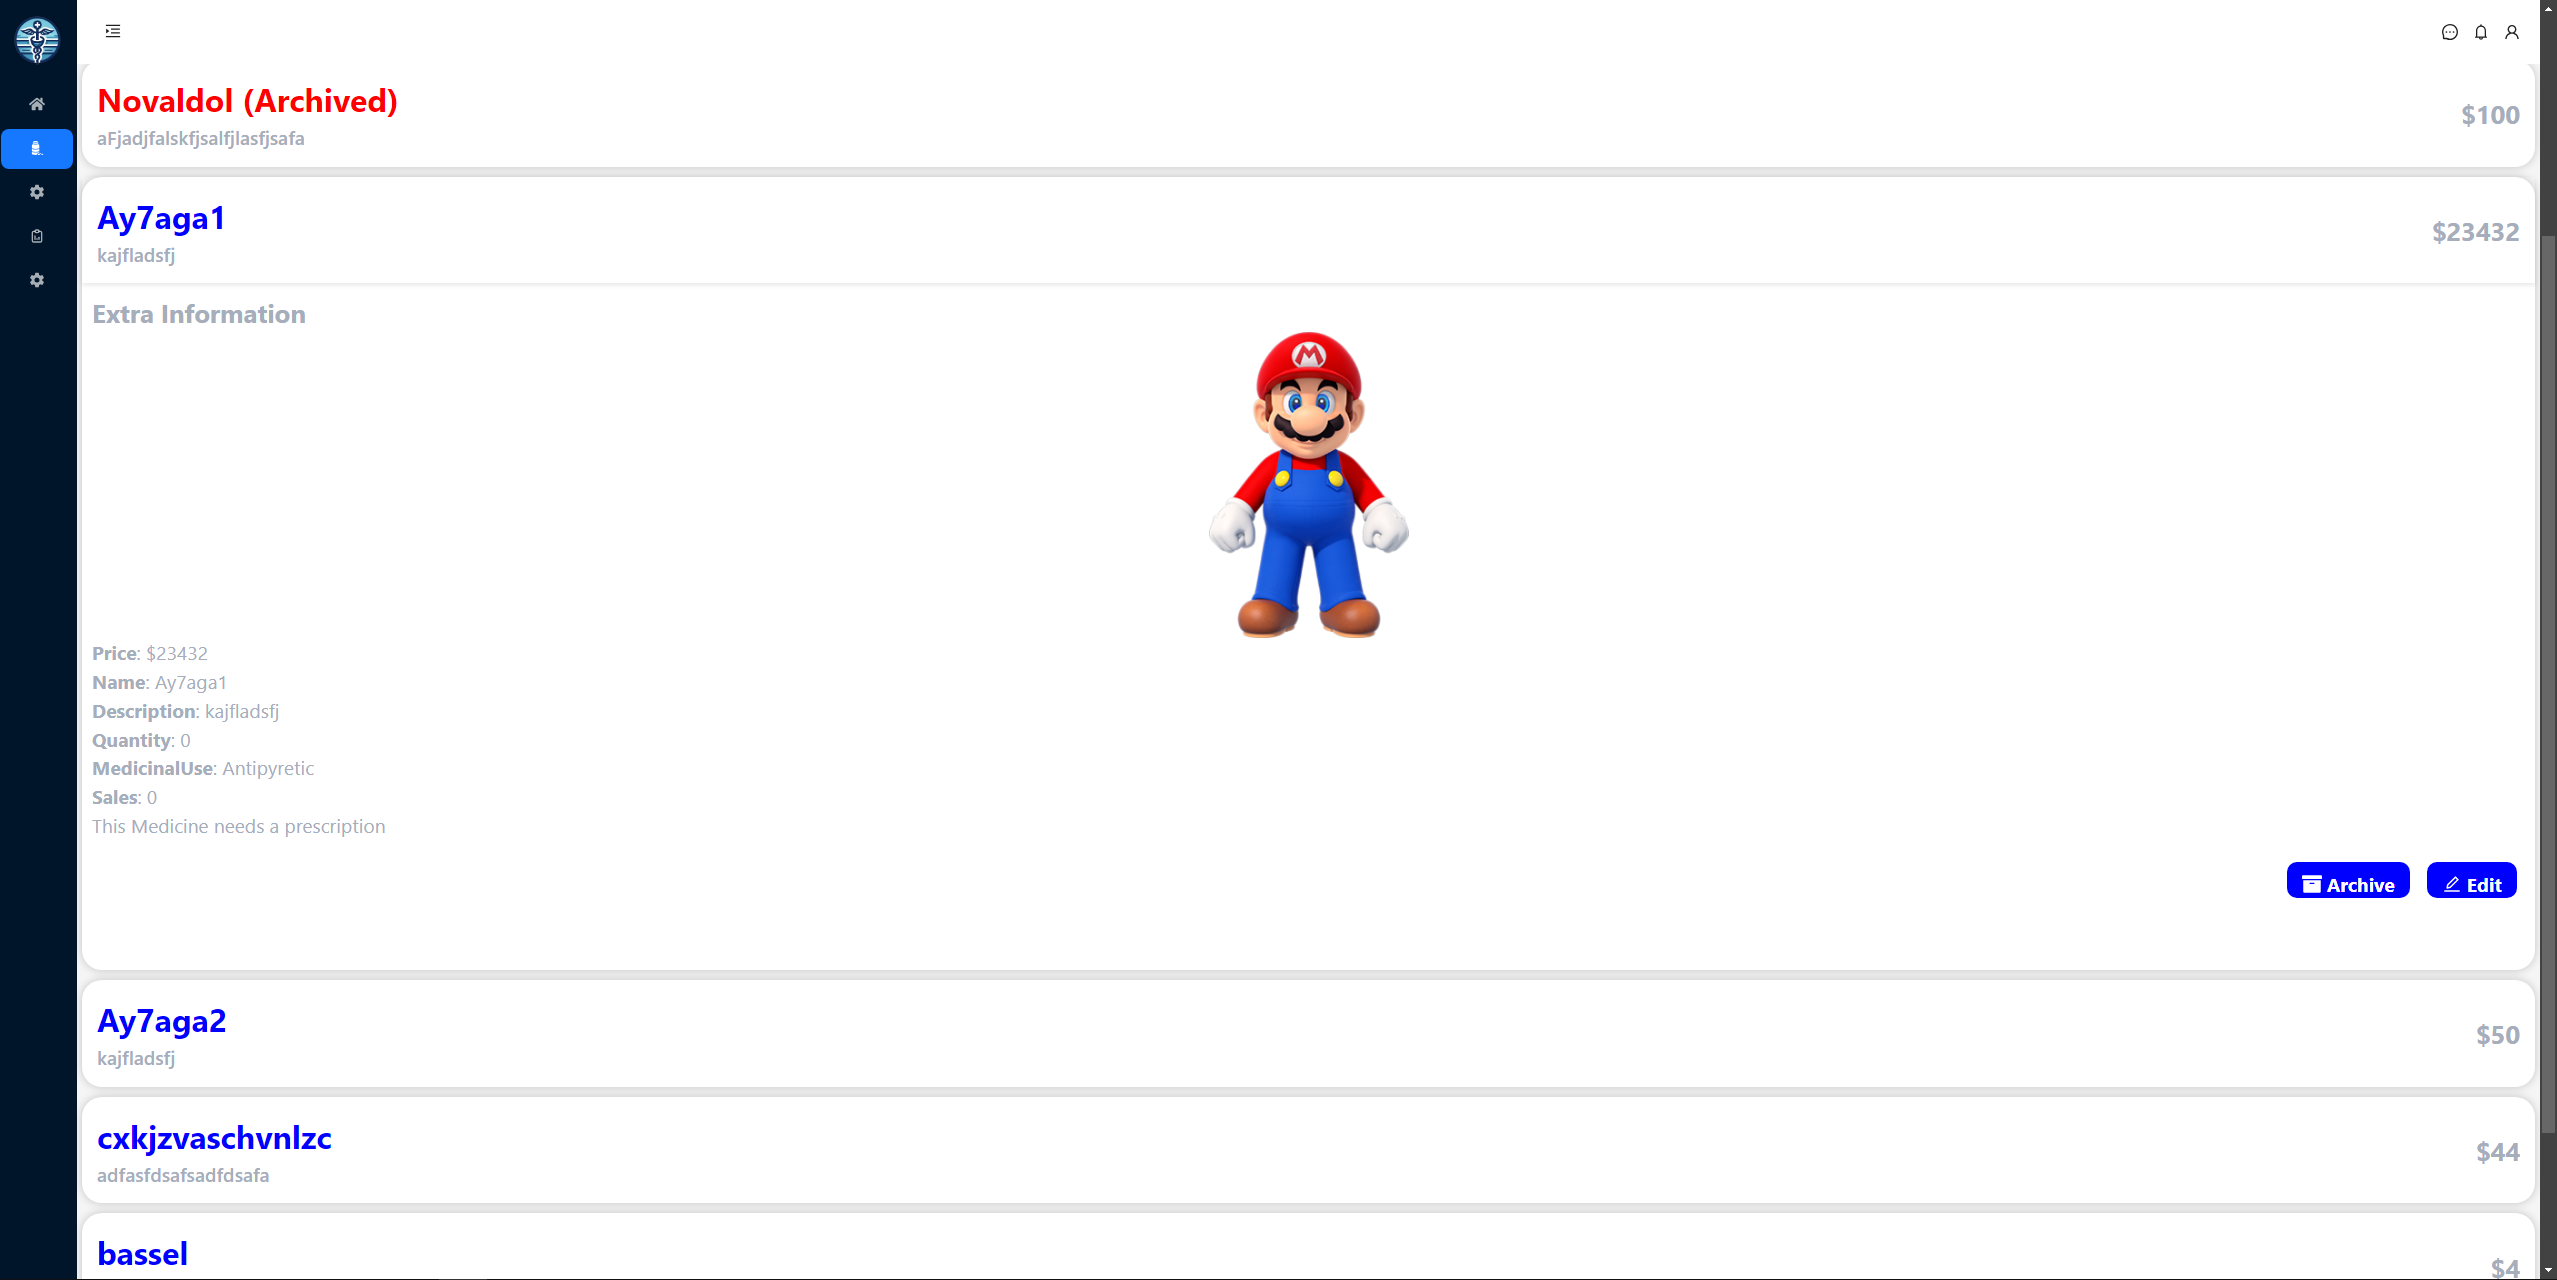 Novaldol (Archived)
aFjadjfalskfjsalfjlasfjsafa
$100
Ay7aga1
kajfladsfj
$23432
Extra Information
M
Price: $23432
Name: Ay7aga1
Description: kajfladsfj
Quantity: 0
MedicinalUse: Antipyretic
Sales: 0
This Medicine needs a prescription
Archive
Edit
Ay7aga2
kajfladsfj
$50
cxkjzvaschvnlzc
adfasfdsafsadfdsafa
$44
bassel
$4